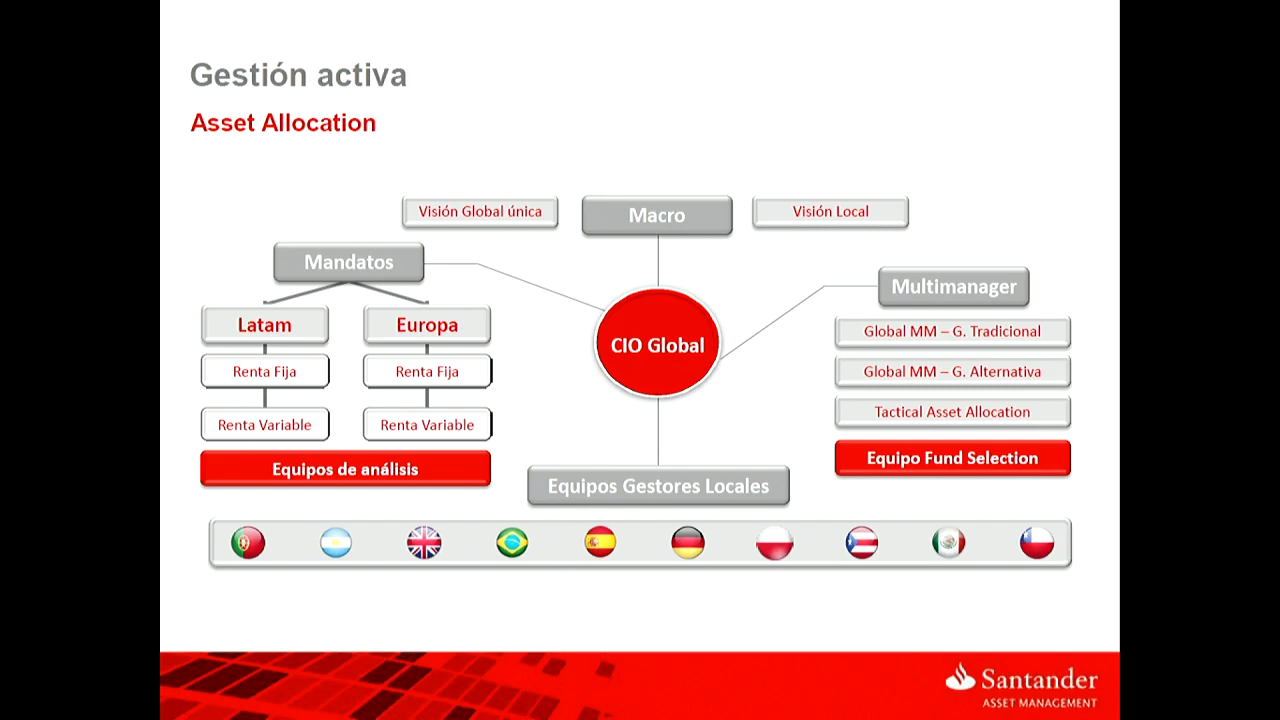 Gestión activa
Asset Allocation
Visión Global única
Macro
Visión Local
Mandatos
Multimanager
Latam
Europa
CIO Global
Global MM – G. Tradicional
Renta Fija
Renta Fija
Global MM – G. Alternativa
Renta Variable
Renta Variable
Tactical Asset Allocation
Equipos de análisis
Equipo Fund Selection
Equipos Gestores Locales
Santander
ASSET MANAGEMENT